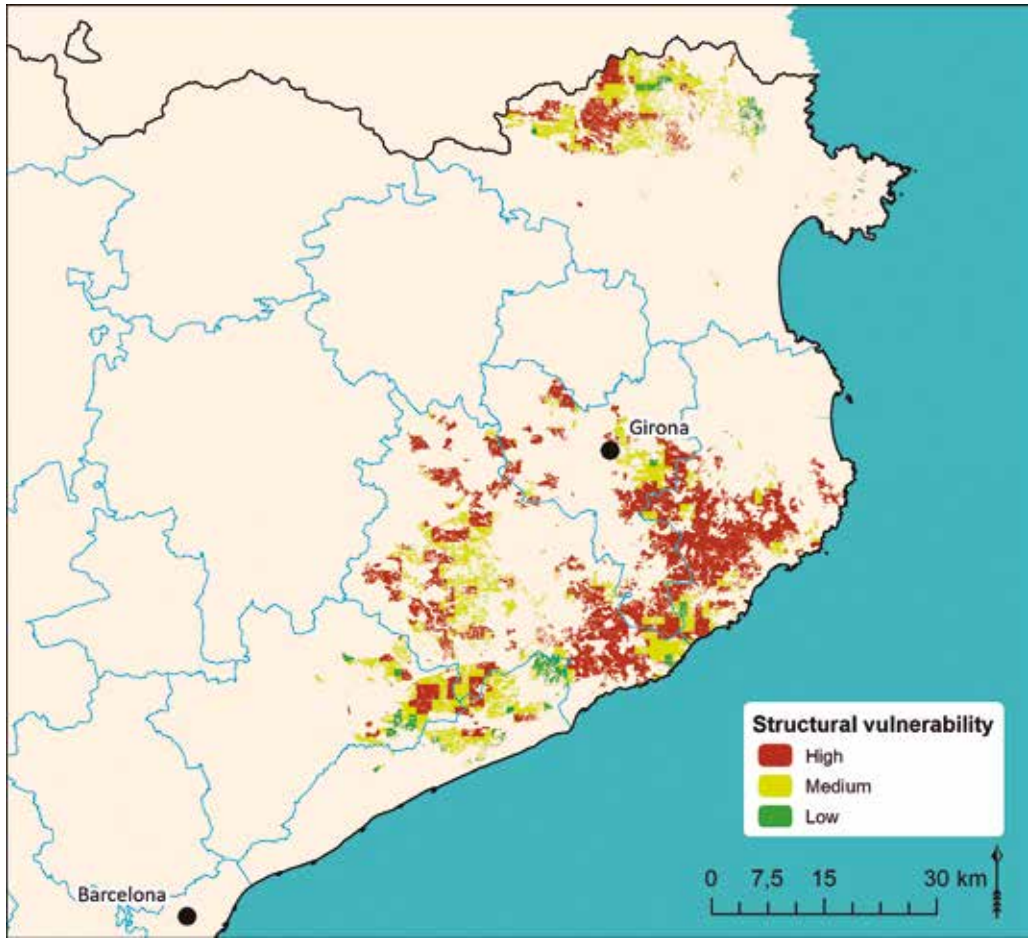 Girona
Structural vulnerability
High
Medium
Low
0 7,5 15 30 km
Barcelona